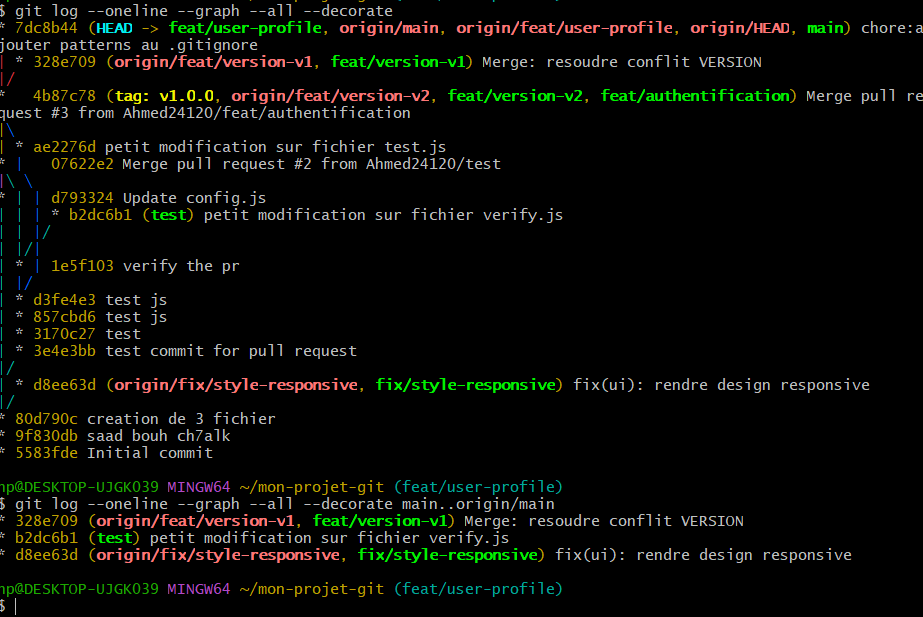 $ git log --oneline --graph --all --decorate
* 7dc8b44 (HEAD -> feat/user-profile, origin/main, origin/feat/user-profile, origin/HEAD, main) chore:a
jouter patterns au .gitignore
| * 328e709 (origin/feat/version-v1, feat/version-v1) Merge: resoudre conflit VERSION
|/
*   4b87c78 (tag: v1.0.0, origin/feat/version-v2, feat/version-v2, feat/authentification) Merge pull re
quest #3 from Ahmed24120/feat/authentification
|\
| * ae2276d petit modification sur fichier test.js
* |   07622e2 Merge pull request #2 from Ahmed24120/test
|\ \
* | | d793324 Update config.js
| | | * b2dc6b1 (test) petit modification sur fichier verify.js
| | |/
| |/|
| * | 1e5f103 verify the pr
| |/
| * d3fe4e3 test js
| * 857cbd6 test js
| * 3170c27 test
| * 3e4e3bb test commit for pull request
|/
| * d8ee63d (origin/fix/style-responsive, fix/style-responsive) fix(ui): rendre design responsive
|/
* 80d790c creation de 3 fichier
* 9f830db saad bouh ch7alk
* 5583fde Initial commit
hp@DESKTOP-UJGKO39 MINGW64 ~/mon-projet-git (feat/user-profile)
$ git log --oneline --graph --all --decorate main..origin/main
* 328e709 (origin/feat/version-v1, feat/version-v1) Merge: resoudre conflit VERSION
* b2dc6b1 (test) petit modification sur fichier verify.js
* d8ee63d (origin/fix/style-responsive, fix/style-responsive) fix(ui): rendre design responsive
hp@DESKTOP-UJGKO39 MINGW64 ~/mon-projet-git (feat/user-profile)
$